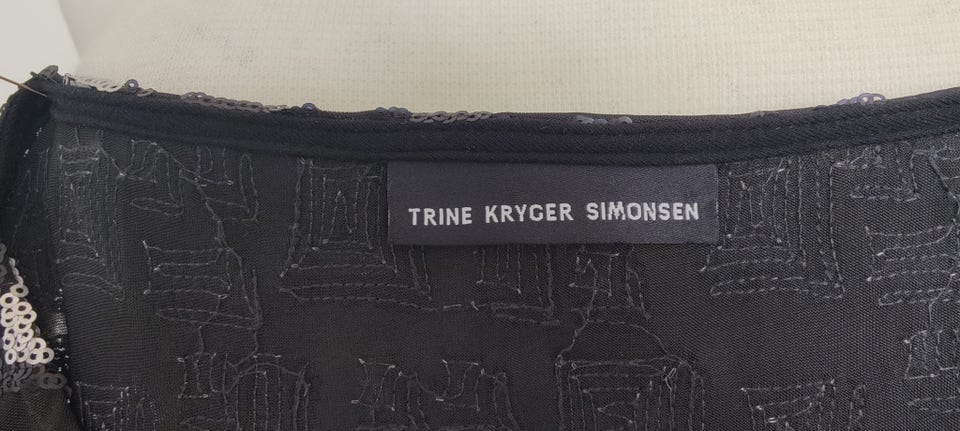 TRINE KRYGER SIMONSEN